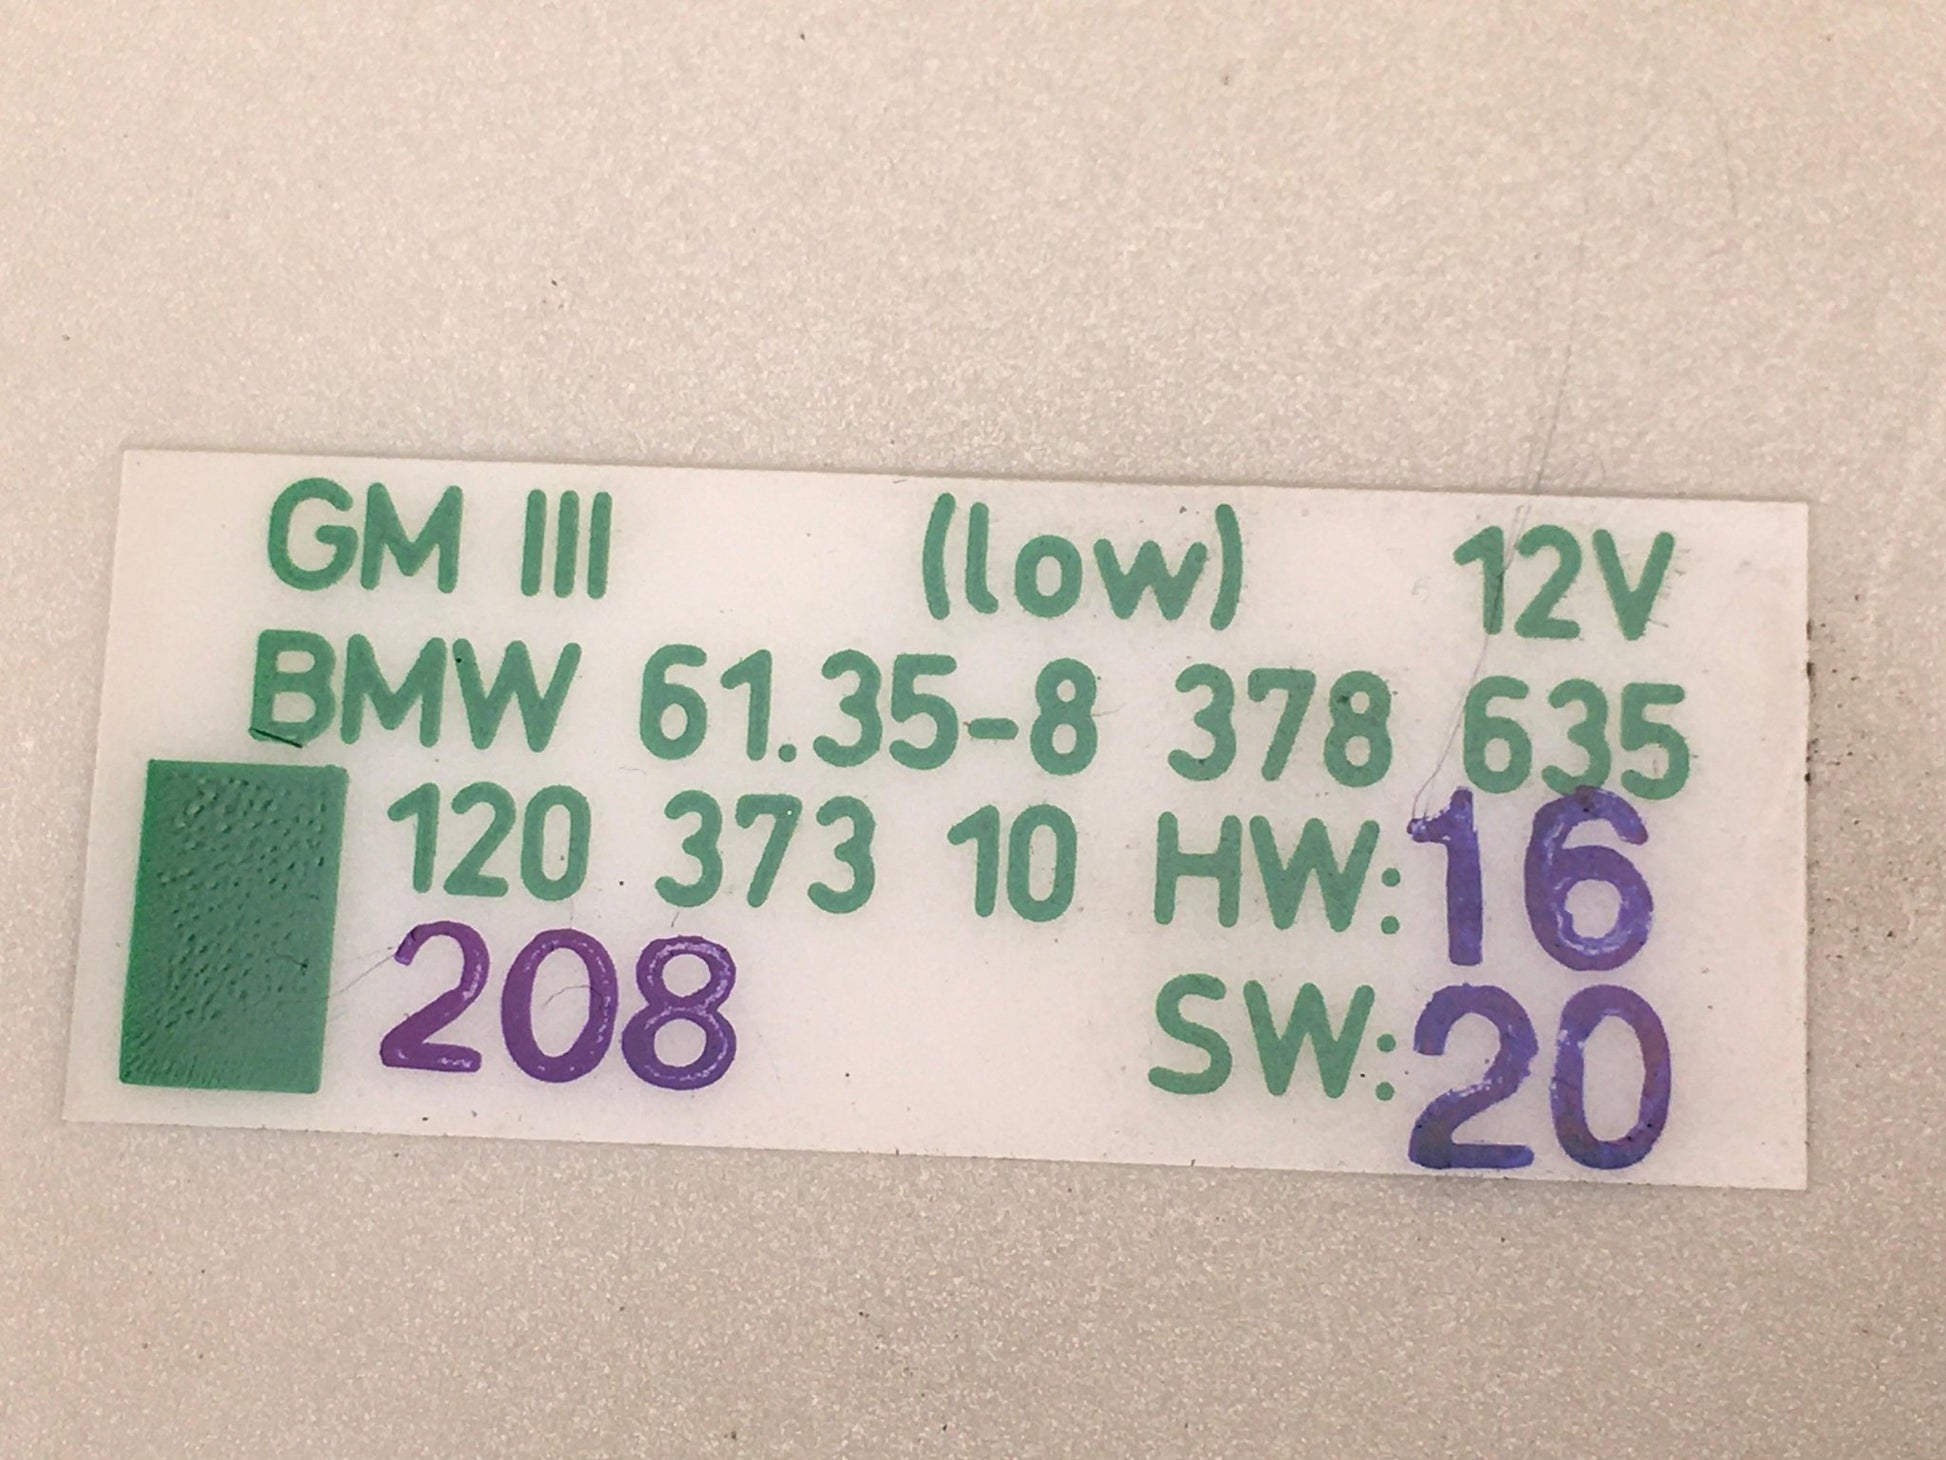 GM III (low) 12V
BMW 61.35-8 378 635
120 373 10 HW:16
208 SW:20